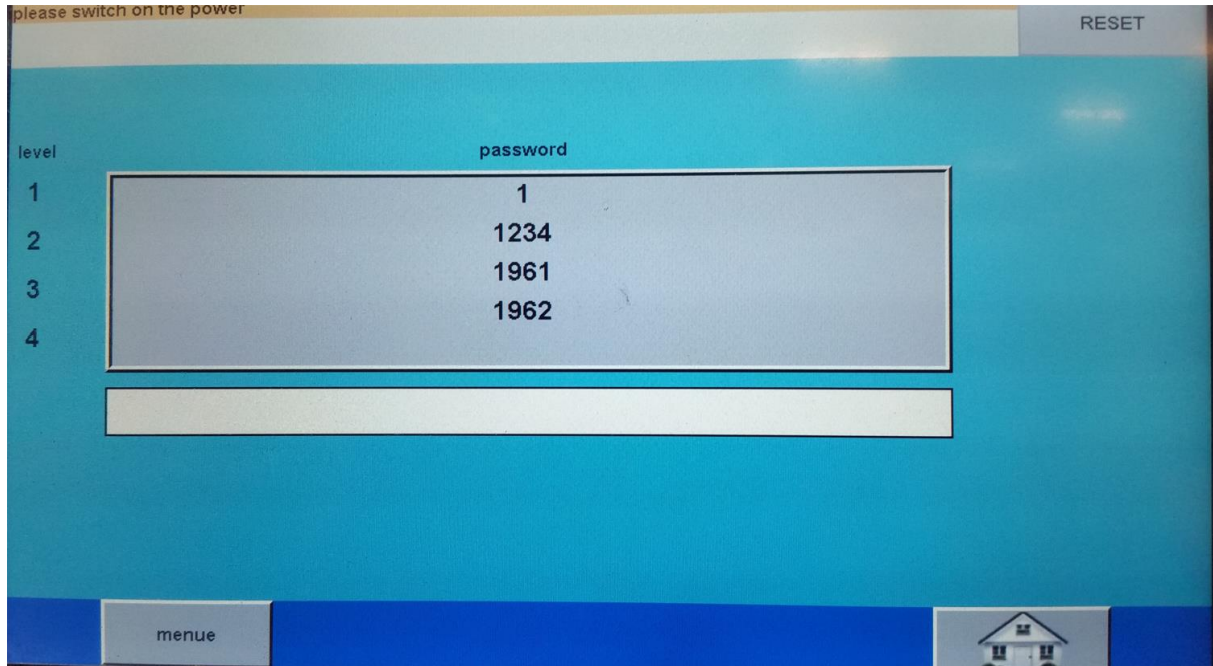 please switch on the power
RESET
level password
1 1
2 1234
3 1961
4 1962
menue